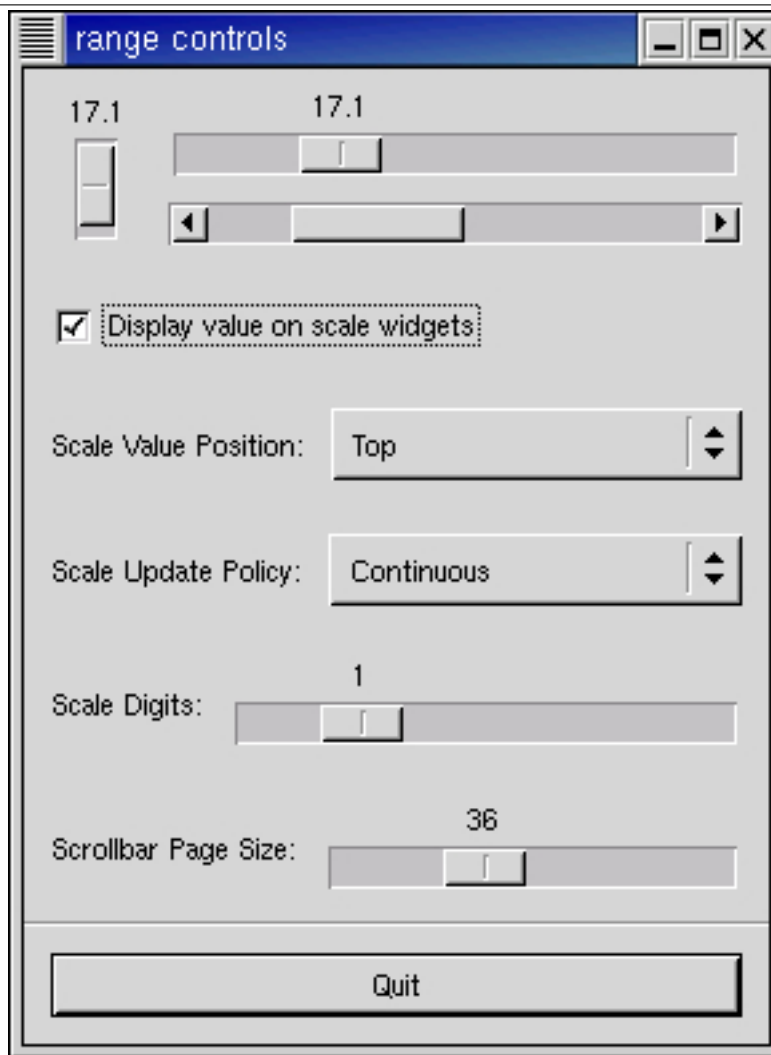 range controls
17.1
17.1
Display value on scale widgets
Scale Value Position:
Top
Scale Update Policy:
Continuous
1
Scale Digits:
36
Scrollbar Page Size:
Quit